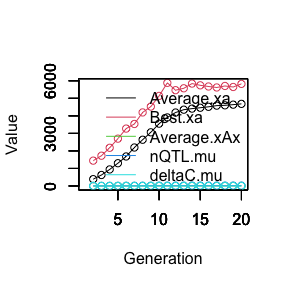 6000
3000
0
Value
Average.xa
Best.xa
Average.xAx
nQTL.mu
deltaC.mu
5 10 15 20
Generation